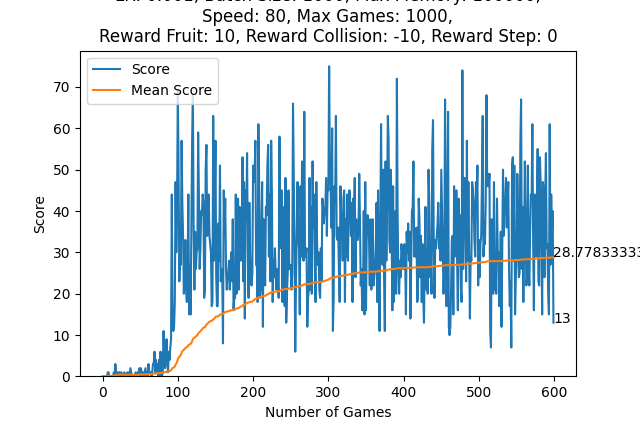 Speed: 80, Max Games: 1000,
Reward Fruit: 10, Reward Collision: -10, Reward Step: 0
Score
Mean Score
Score
70
60
50
40
30
20
10
0
28.77833333
13
0 100 200 300 400 500 600
Number of Games